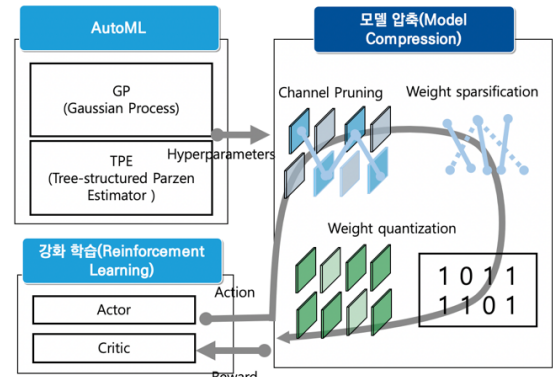 AutoML
GP
(Gaussian Process)
TPE
(Tree-structured Parzen
Estimator )
Hyperparameters
모델 압축(Model
Compression)
Channel Pruning
Weight sparsification
Weight quantization
1 0 1 1
1 1 0 1
강화 학습(Reinforcement
Learning)
Actor
Critic
Action
Reward